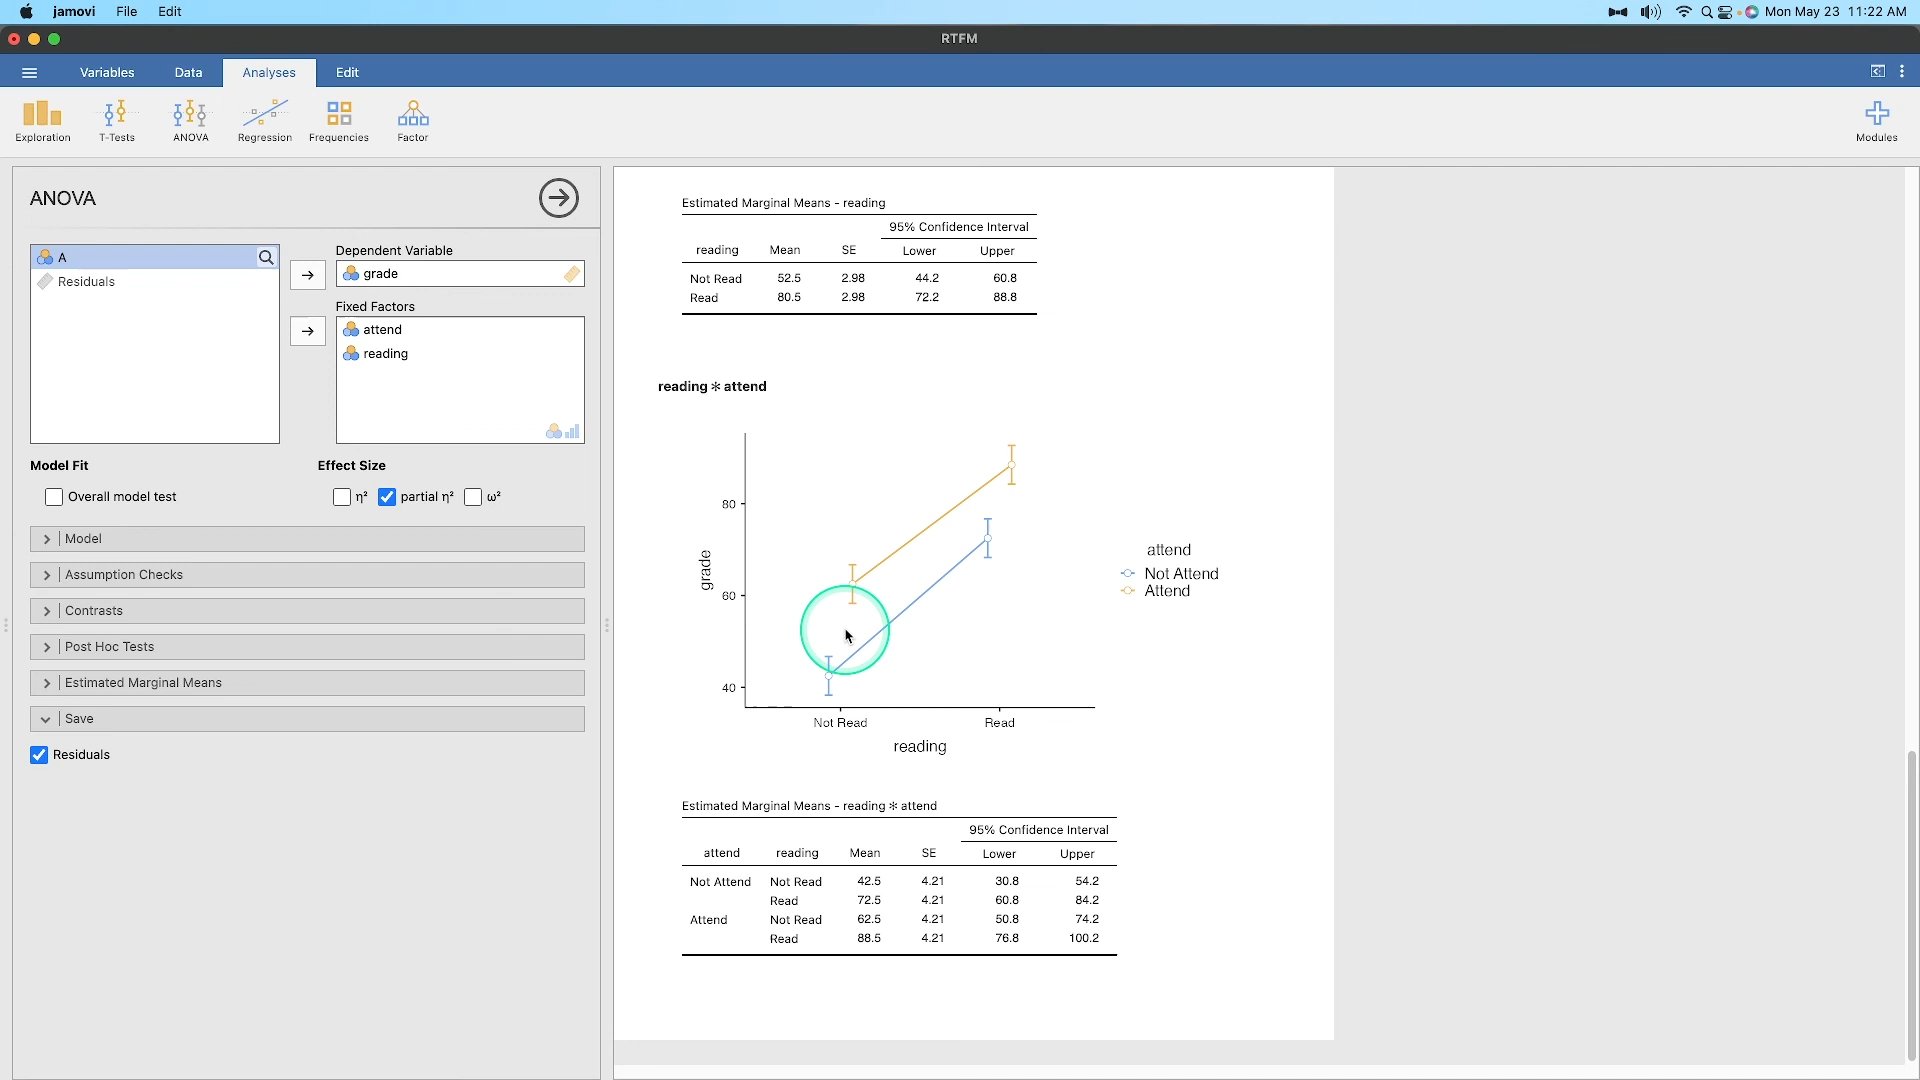 jamovi File Edit Mon May 23 11:22 AM
RTFM
Variables Data Analyses Edit
Exploration T-Tests ANOVA Regression Frequencies Factor Modules
ANOVA
A
Residuals
Dependent Variable
grade
Fixed Factors
attend
reading
Model Fit
Effect Size
Overall model test
η² partial η² ω²
Model
Assumption Checks
Contrasts
Post Hoc Tests
Estimated Marginal Means
Save
Residuals
Estimated Marginal Means - reading
95% Confidence Interval
reading Mean SE Lower Upper
Not Read 52.5 2.98 44.2 60.8
Read 80.5 2.98 72.2 88.8
reading ✻ attend
80
60
40
grade
Not Read Read
reading
attend
Not Attend
Attend
Estimated Marginal Means - reading ✻ attend
95% Confidence Interval
attend reading Mean SE Lower Upper
Not Attend Not Read 42.5 4.21 30.8 54.2
Read 72.5 4.21 60.8 84.2
Attend Not Read 62.5 4.21 50.8 74.2
Read 88.5 4.21 76.8 100.2